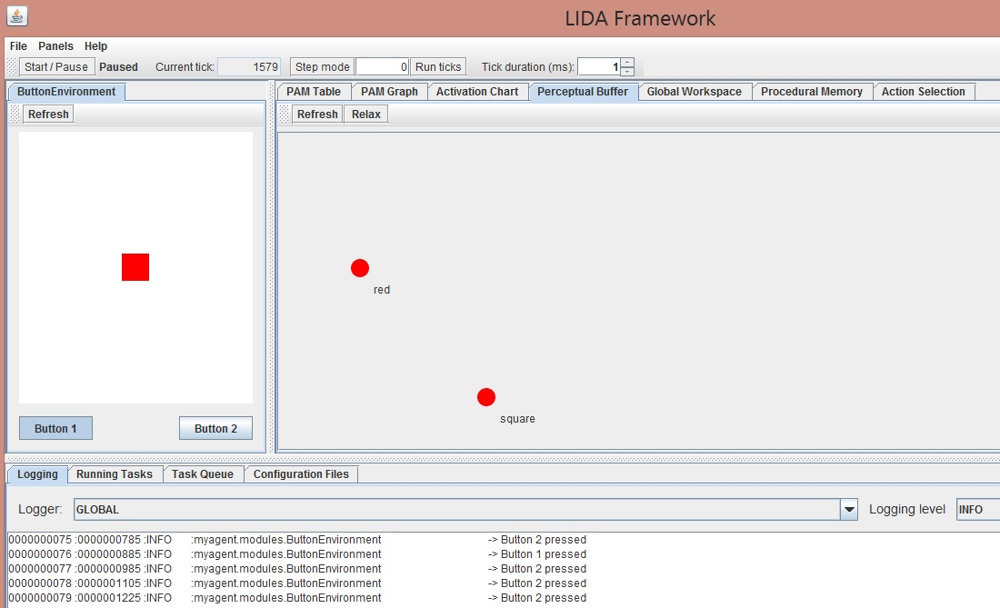 LIDA Framework
File Panels Help
Start / Pause Paused Current tick: 1579 Step mode 0 Run ticks Tick duration (ms): 1
ButtonEnvironment PAM Table PAM Graph Activation Chart Perceptual Buffer Global Workspace Procedural Memory Action Selection
Refresh Refresh Relax
red
square
Button 1 Button 2
Logging Running Tasks Task Queue Configuration Files
Logger: GLOBAL Logging level INFO
0000000075 :0000000785 :INFO :myagent.modules.ButtonEnvironment -> Button 2 pressed
0000000076 :0000000885 :INFO :myagent.modules.ButtonEnvironment -> Button 1 pressed
0000000077 :0000000985 :INFO :myagent.modules.ButtonEnvironment -> Button 2 pressed
0000000078 :0000001105 :INFO :myagent.modules.ButtonEnvironment -> Button 2 pressed
0000000079 :0000001225 :INFO :myagent.modules.ButtonEnvironment -> Button 2 pressed